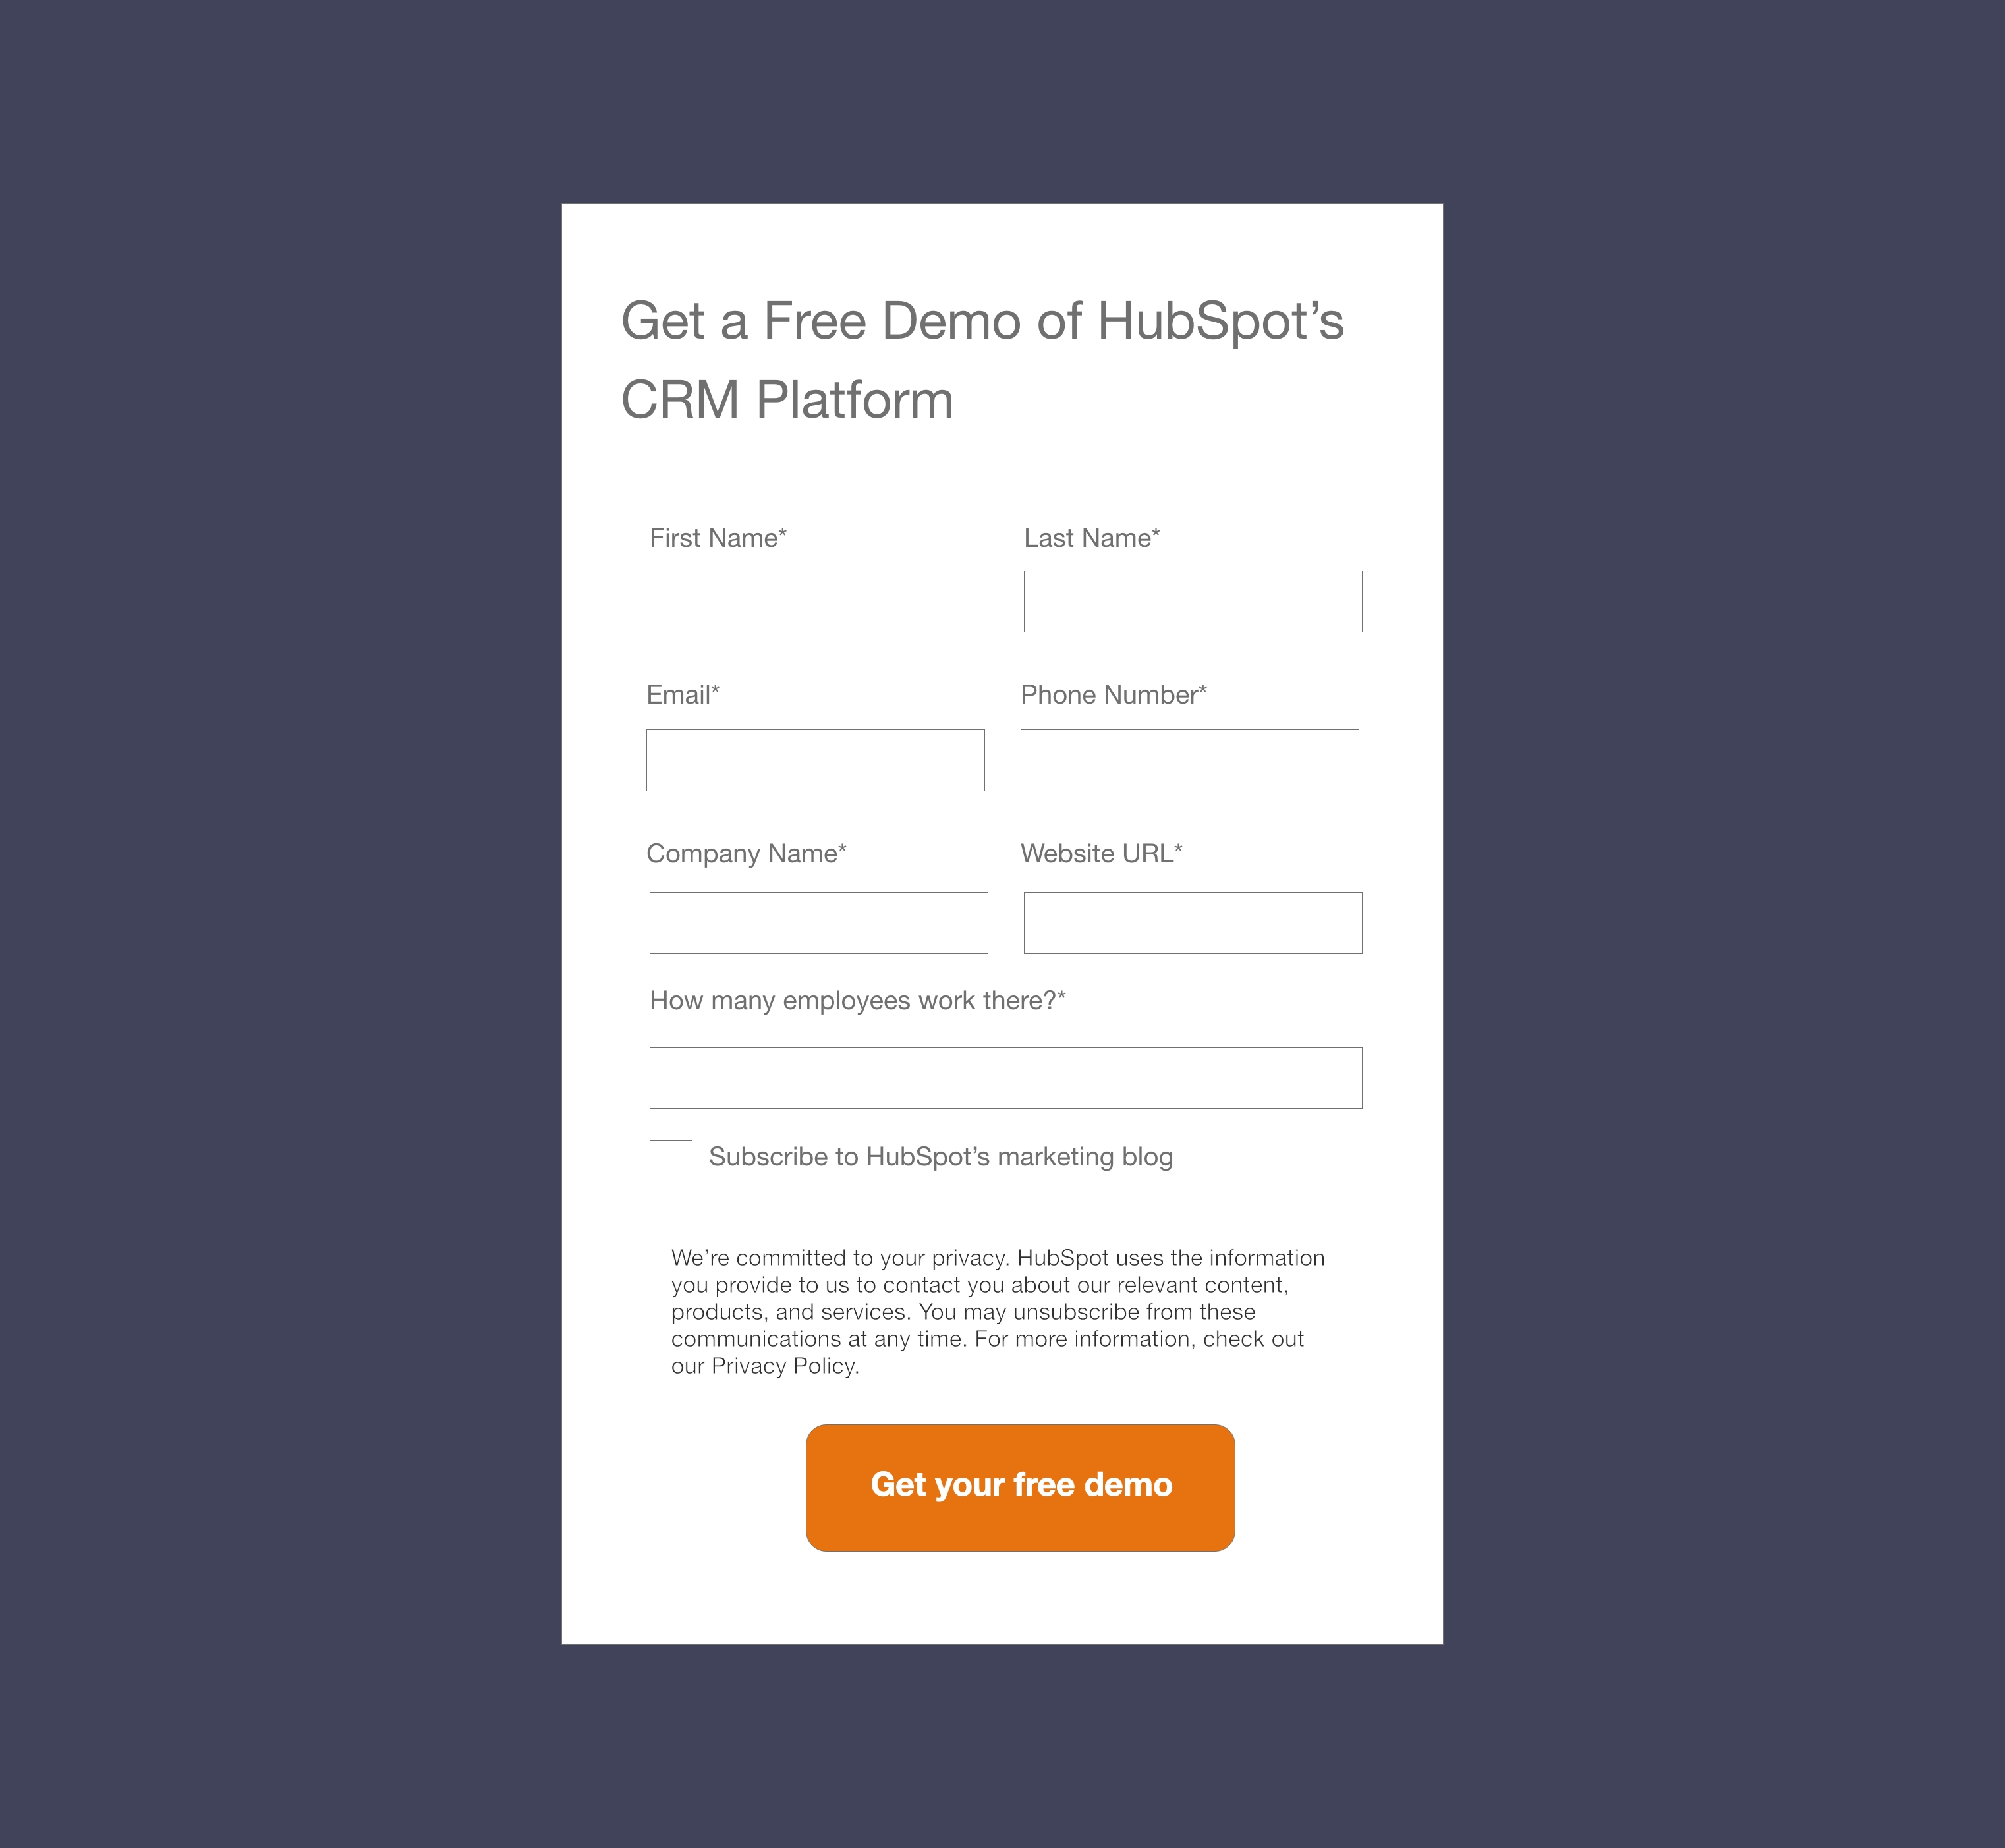 Get a Free Demo of HubSpot’s
CRM Platform
First Name*
Last Name*
Email*
Phone Number*
Company Name*
Website URL*
How many employees work there?*
Subscribe to HubSpot’s marketing blog
We’re committed to your privacy. HubSpot uses the information
you provide to us to contact you about our relevant content,
products, and services. You may unsubscribe from these
communications at any time. For more information, check out
our Privacy Policy.
Get your free demo